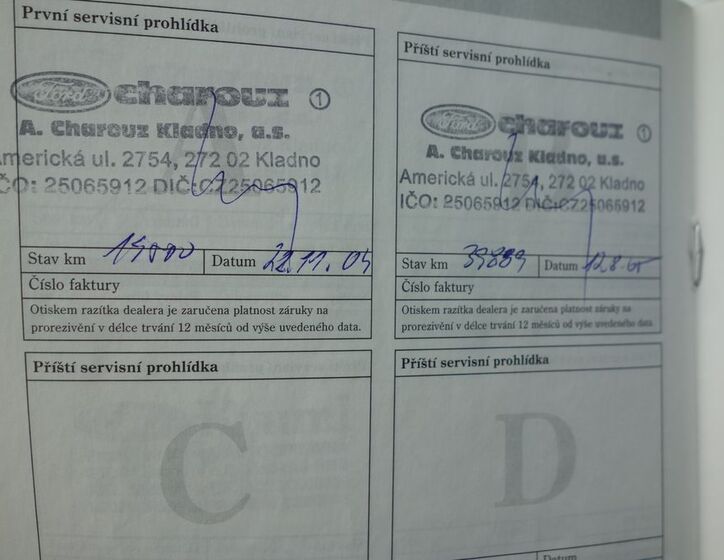 První servisní prohlídka
Ford charouz 1
A. Charouz Kladno, a.s.
Americká ul. 2754, 272 02 Kladno
IČO: 25065912 DIČ:CZ25065912
Stav km Datum 22.11.04
Číslo faktury
Otiskem razítka dealera je zaručena platnost záruky na
prorezivění v délce trvání 12 měsíců od výše uvedeného data.
Příští servisní prohlídka
Ford charouz 1
A. Charouz Kladno, a.s.
Americká ul. 2754, 272 02 Kladno
IČO: 25065912 DIČ:CZ25065912
Stav km 39889 Datum
Číslo faktury
Otiskem razítka dealera je zaručena platnost záruky na
prorezivění v délce trvání 12 měsíců od výše uvedeného data.
Příští servisní prohlídka
C
Příští servisní prohlídka
D
Datum